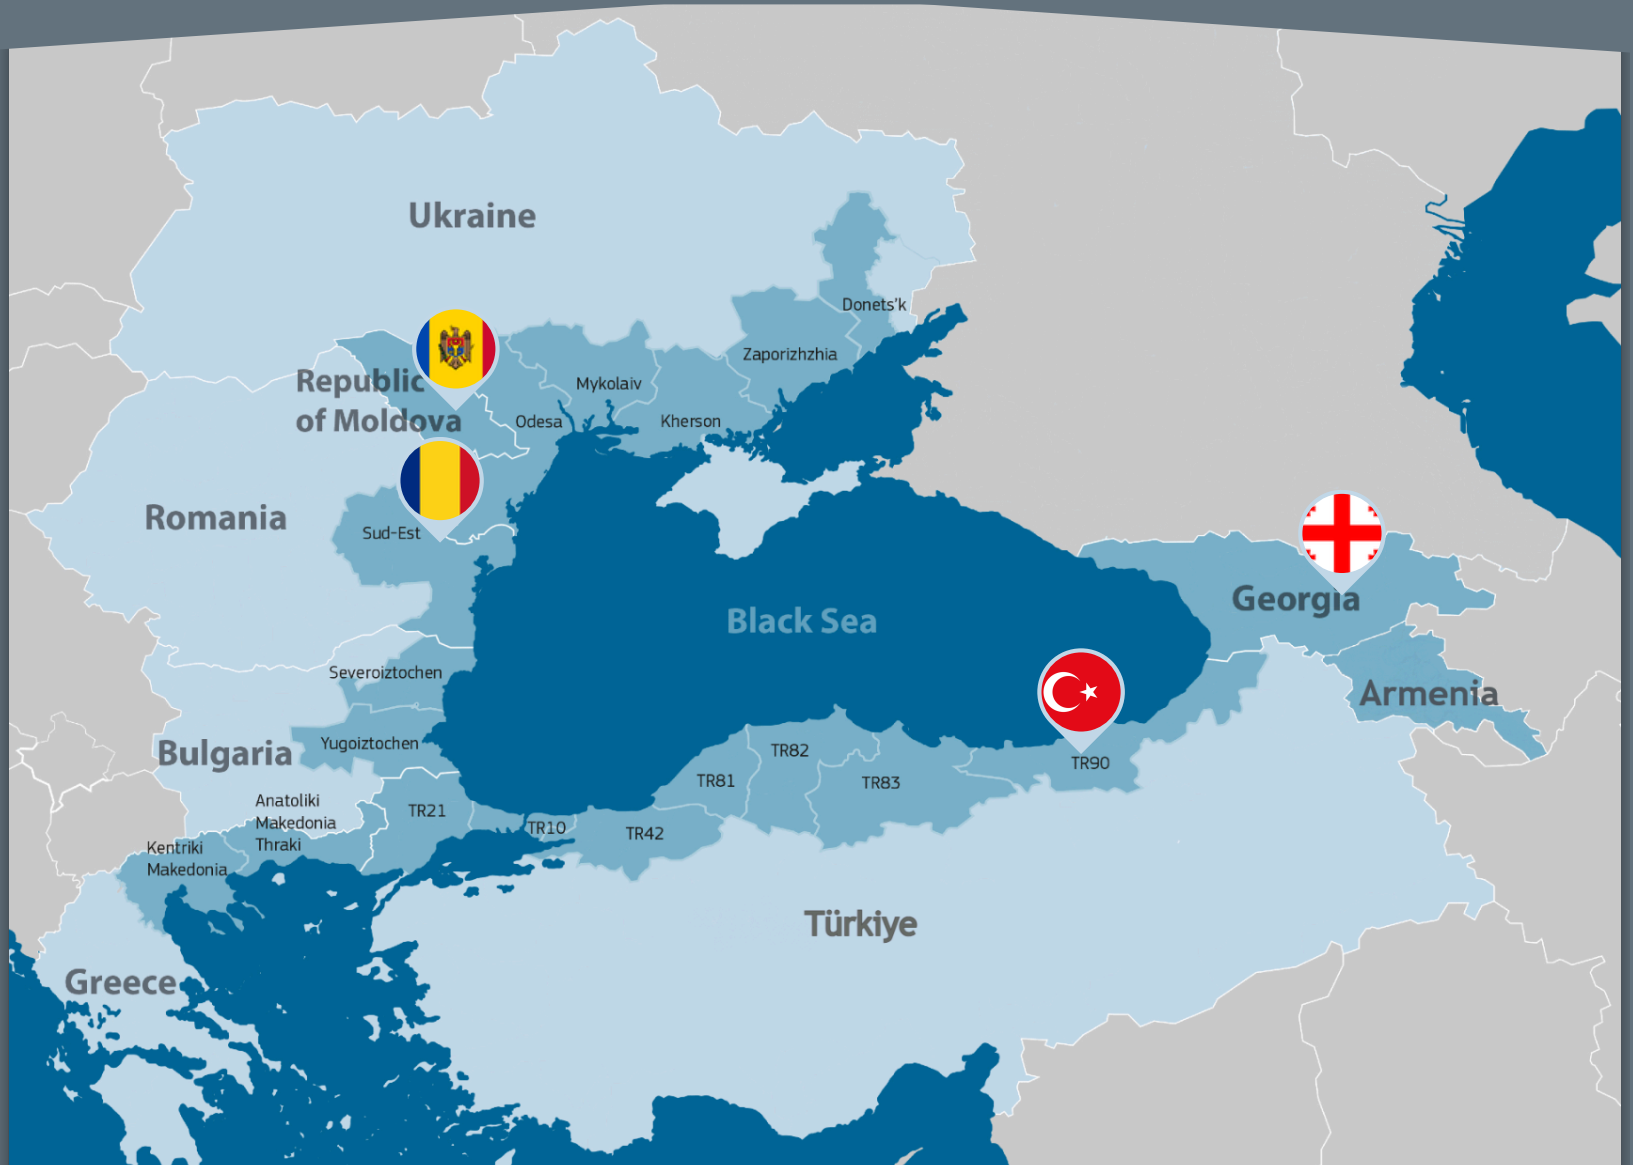 Ukraine
Donets'k
Zaporizhzhia
Republic
of Moldova
Mykolaiv
Odesa
Kherson
Romania
Sud-Est
Georgia
Black Sea
Severoiztochen
Armenia
Bulgaria
Yugoiztochen
TR82
TR90
TR81
TR83
Anatoliki
Makedonia
Thraki
TR21
TR10
TR42
Kentriki
Makedonia
Türkiye
Greece